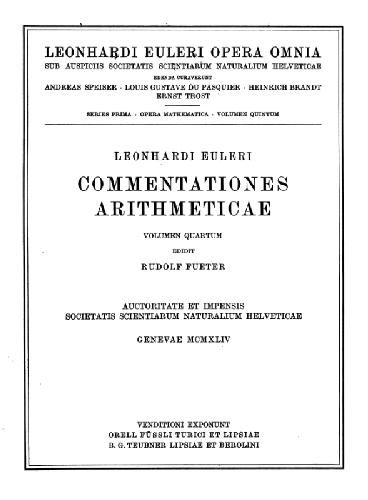 LEONHARDI EULERI OPERA OMNIA
SUB AUSPICIIS SOCIETATIS SCIENTIARUM NATURALIUM HELVETICAE
EDENDA CURAVERUNT
ANDREAS SPEISER · LOUIS GUSTAVE DU PASQUIER · HEINRICH BRANDT
ERNST TROST
SERIES PRIMA · OPERA MATHEMATICA · VOLUMEN QUINTUM
LEONHARDI EULERI
COMMENTATIONES
ARITHMETICAE
VOLUMEN QUARTUM
EDIDIT
RUDOLF FUETER
AUCTORITATE ET IMPENSIS
SOCIETATIS SCIENTIARUM NATURALIUM HELVETICAE
GENEVAE MCMXLIV
VENDITIONI EXPONUNT
ORELL FÜSSLI TURICI ET LIPSIAE
B. G. TEUBNER LIPSIAE ET BEROLINI